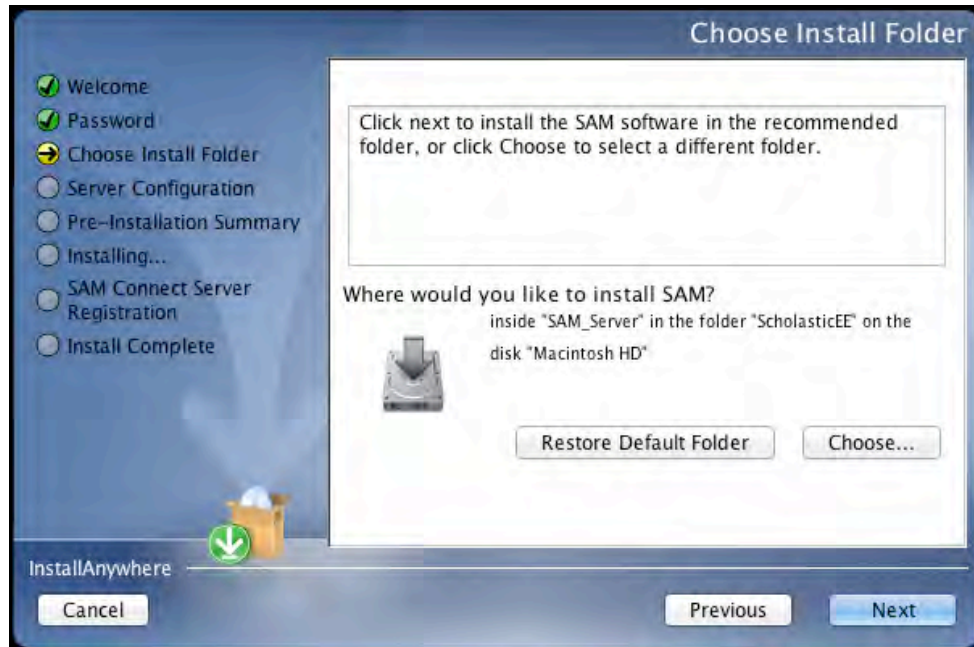 Choose Install Folder
Welcome
Password
Choose Install Folder
Server Configuration
Pre-Installation Summary
Installing...
SAM Connect Server
Registration
Install Complete
Click next to install the SAM software in the recommended
folder, or click Choose to select a different folder.
Where would you like to install SAM?
inside "SAM_Server" in the folder "ScholasticEE" on the
disk "Macintosh HD"
Restore Default Folder
Choose...
InstallAnywhere
Cancel
Previous
Next